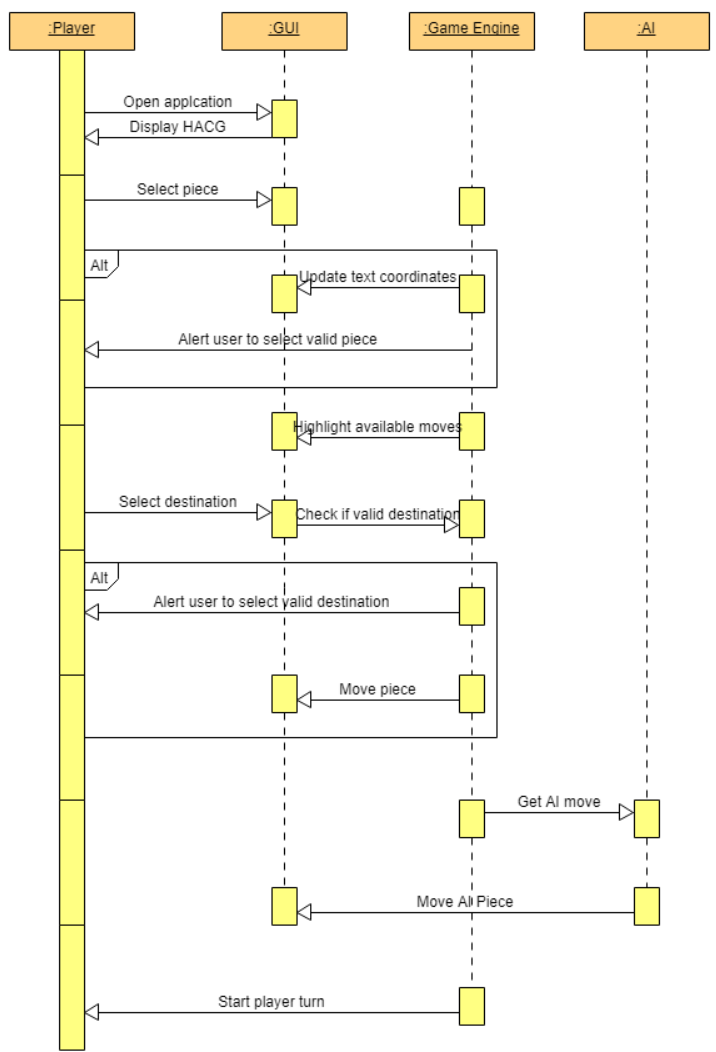 :Player
:GUI
:Game Engine
:AI
Open applcation
Display HACG
Select piece
Alt
Update text coordinates
Alert user to select valid piece
Highlight available moves
Select destination
Check if valid destination
Alt
Alert user to select valid destination
Move piece
Get AI move
Move AI Piece
Start player turn